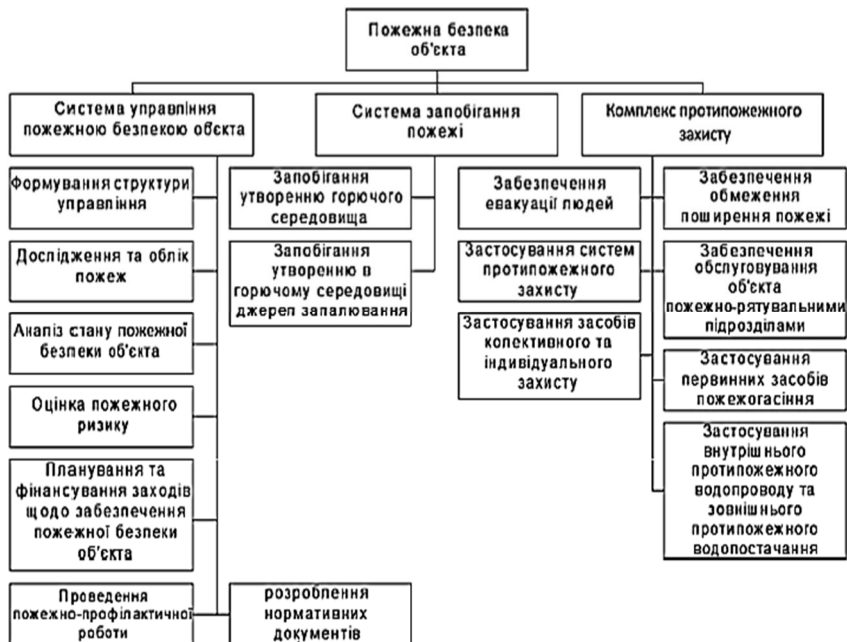 Пожежна безпека
об'єкта
Система управління
пожежною безпекою обєкта
Система запобігання
пожежі
Комплекс протипожежного
захисту
Формування структури
управління
Дослідження та облік
пожеж
Аналіз стану пожежної
безпеки об'єкта
Оцінка пожежного
ризику
Планування та
фінансування заходів
щодо забезпечення
пожежної безпеки
об'єкта
Проведення
пожежно-профілактичної
роботи
розроблення
нормативних
документів
Запобігання
утворенню горючого
середовища
Запобігання
утворенню в
горючому середовищі
джерел запалювання
Забезпечення
евакуації людей
Застосування систем
протипожежного
захисту
Застосування засобів
колективного та
індивідуального
захисту
Забезпечення
обмеження
поширення пожежі
Забезпечення
обслуговування
об'єкта
пожежно-рятувальними
підрозділами
Застосування
первинних засобів
пожежогасіння
Застосування
внутрішнього
протипожежного
водопроводу та
зовнішнього
протипожежного
водопостачання